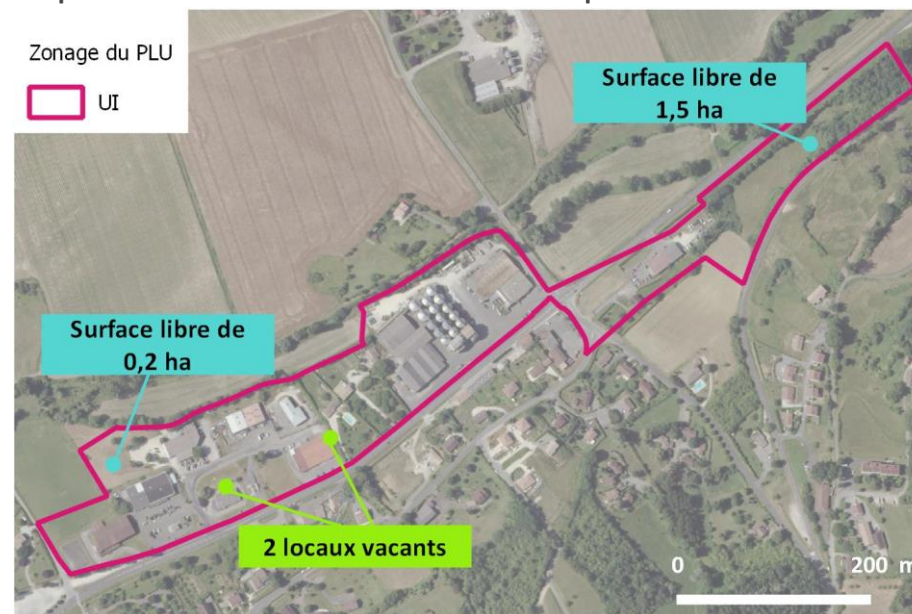 Zonage du PLU
UI
Surface libre de
1,5 ha
Surface libre de
0,2 ha
2 locaux vacants
0
200 m